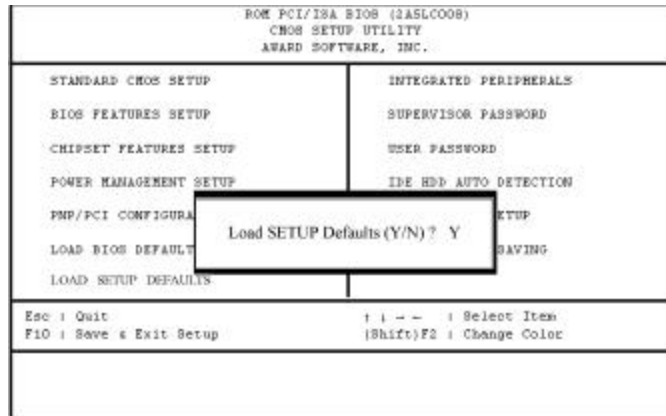 ROM PCI/ISA BIOS (2A5LC00B)
CMOS SETUP UTILITY
AWARD SOFTWARE, INC.
STANDARD CMOS SETUP
BIOS FEATURES SETUP
CHIPSET FEATURES SETUP
POWER MANAGEMENT SETUP
PNP/PCI CONFIGURA
LOAD BIOS DEFAULT
LOAD SETUP DEFAULTS
INTEGRATED PERIPHERALS
SUPERVISOR PASSWORD
USER PASSWORD
IDE HDD AUTO DETECTION
ETUP
SAVING
Load SETUP Defaults (Y/N) ? Y
Esc : Quit
F10 : Save & Exit Setup
↑ ↓ → ← : Select Item
(Shift)F2 : Change Color